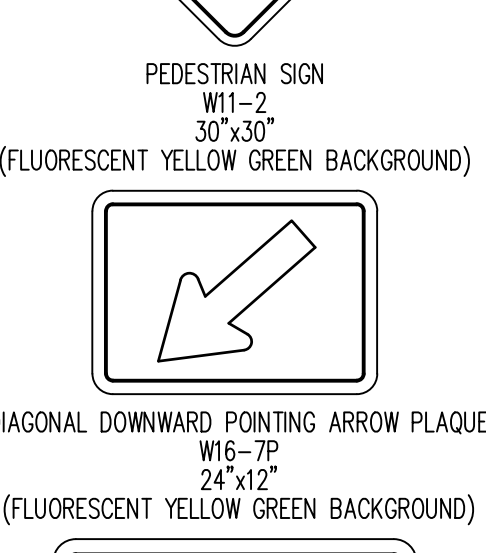 PEDESTRIAN SIGN
W11-2
30"x30"
(FLUORESCENT YELLOW GREEN BACKGROUND)
DIAGONAL DOWNWARD POINTING ARROW PLAQUE
W16-7P
24"x12"
(FLUORESCENT YELLOW GREEN BACKGROUND)